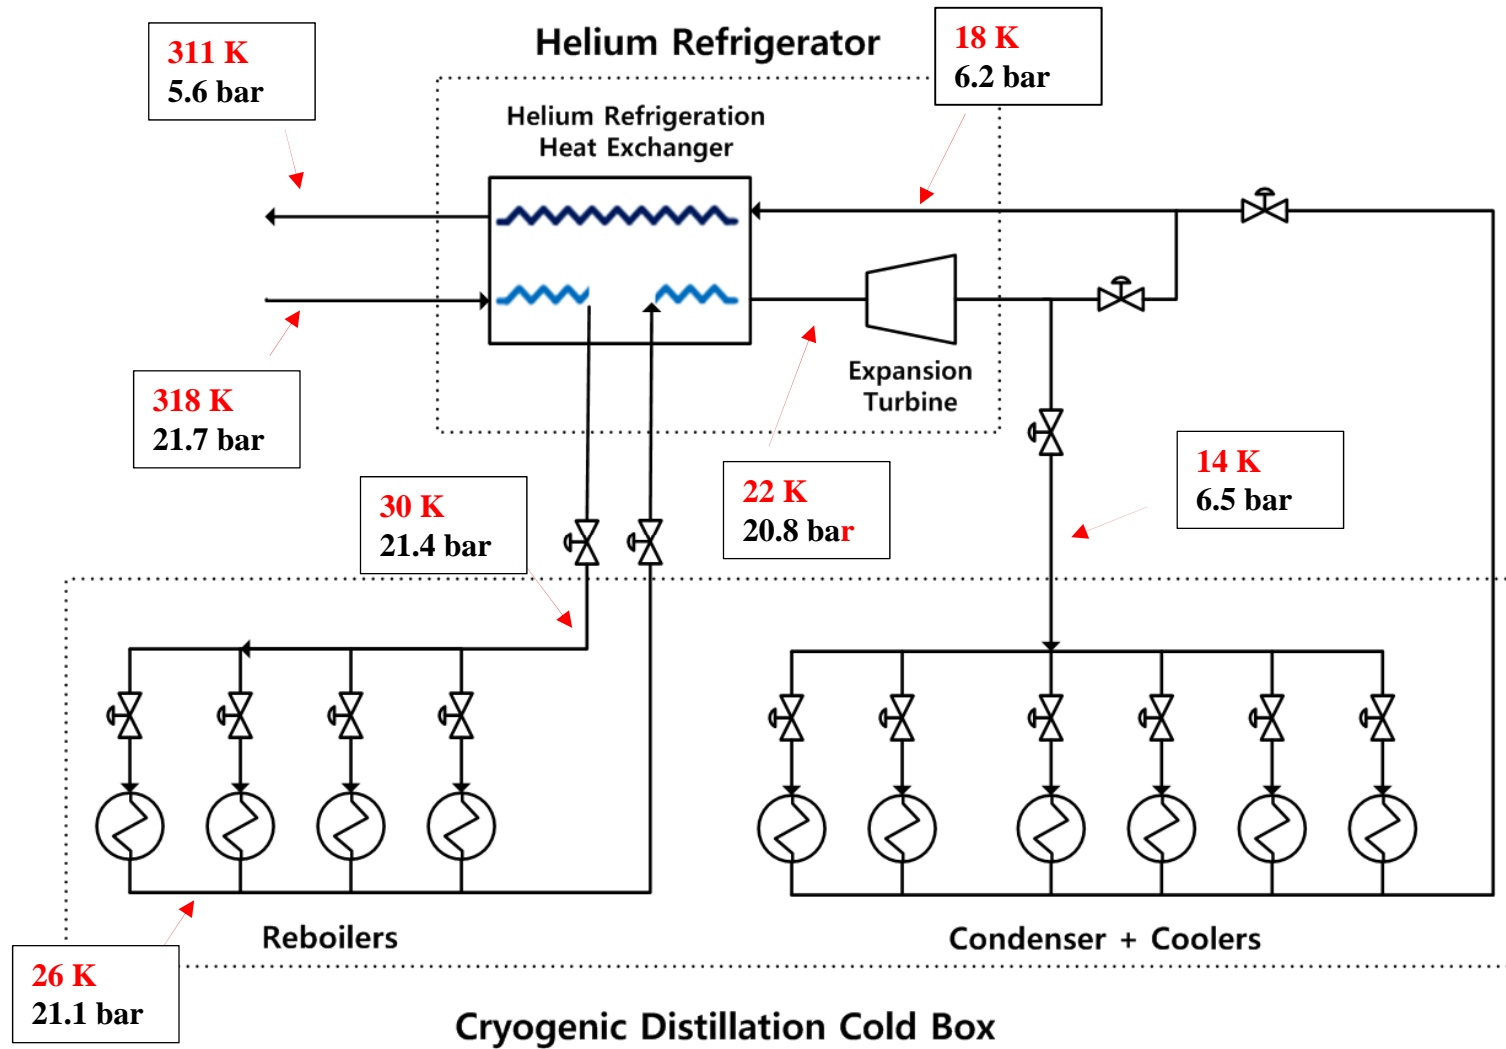 311 K
5.6 bar
Helium Refrigerator
18 K
6.2 bar
Helium Refrigeration
Heat Exchanger
318 K
21.7 bar
Expansion
Turbine
30 K
21.4 bar
22 K
20.8 bar
14 K
6.5 bar
Reboilers
Condenser + Coolers
26 K
21.1 bar
Cryogenic Distillation Cold Box